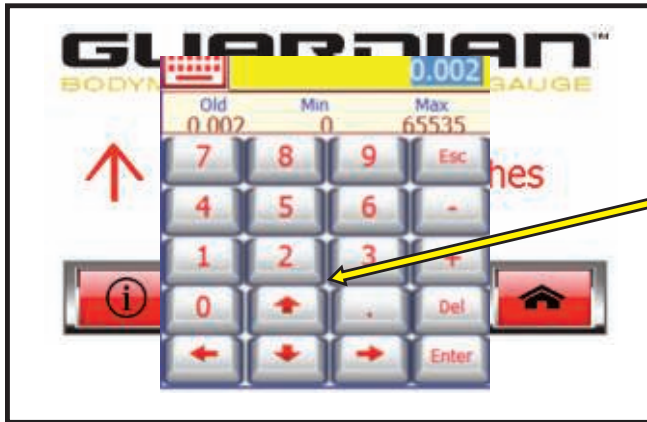 GUARDIAN™
BODYM GAUGE
0.002
Old Min Max
0.002 0 65535
7 8 9 Esc
hes
4 5 6 -
1 2 3 +
0 . Del
Enter